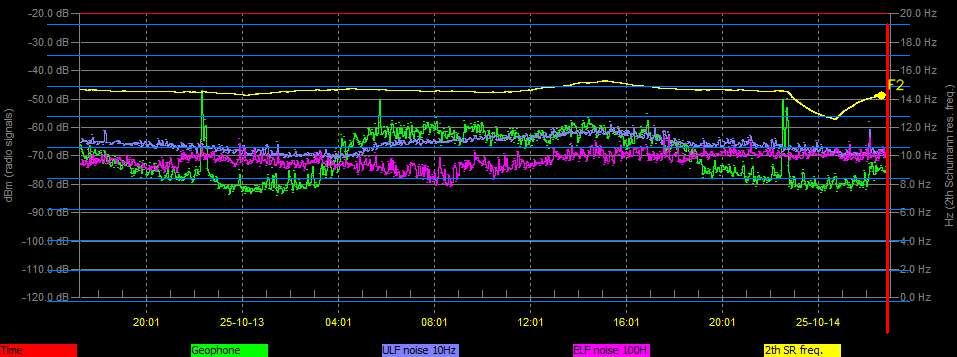 -20.0 dB 20.0 Hz
-30.0 dB 18.0 Hz
-40.0 dB 16.0 Hz
-50.0 dB 14.0 Hz
F2
-60.0 dB 12.0 Hz
-70.0 dB 10.0 Hz
-80.0 dB 8.0 Hz
-90.0 dB 6.0 Hz
-100.0 dB 4.0 Hz
-110.0 dB 2.0 Hz
-120.0 dB 0.0 Hz
dBm (radio signals)
Hz (2th Schumann res. freq.)
20:01 25-10-13 04:01 08:01 12:01 16:01 20:01 25-10-14
Time Geophone ULF noise 10Hz ELF noise 100H 2th SR freq.